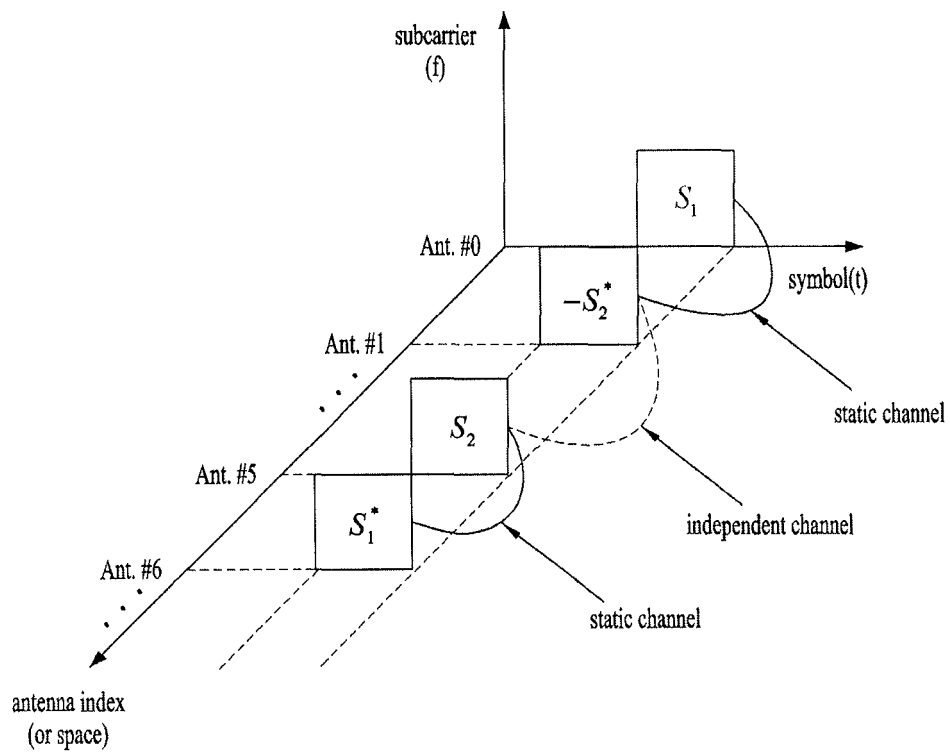 subcarrier
(f)
S₁
Ant. #0
symbol(t)
−S₂*
Ant. #1
static channel
S₂
Ant. #5
independent channel
S₁*
Ant. #6
static channel
antenna index
(or space)